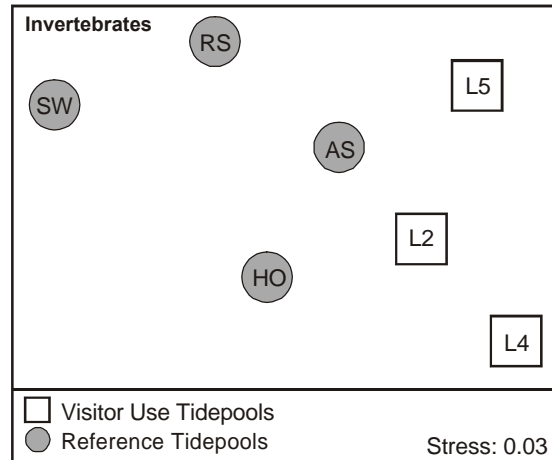 Invertebrates
RS
L5
SW
AS
L2
HO
L4
Visitor Use Tidepools
Reference Tidepools
Stress: 0.03